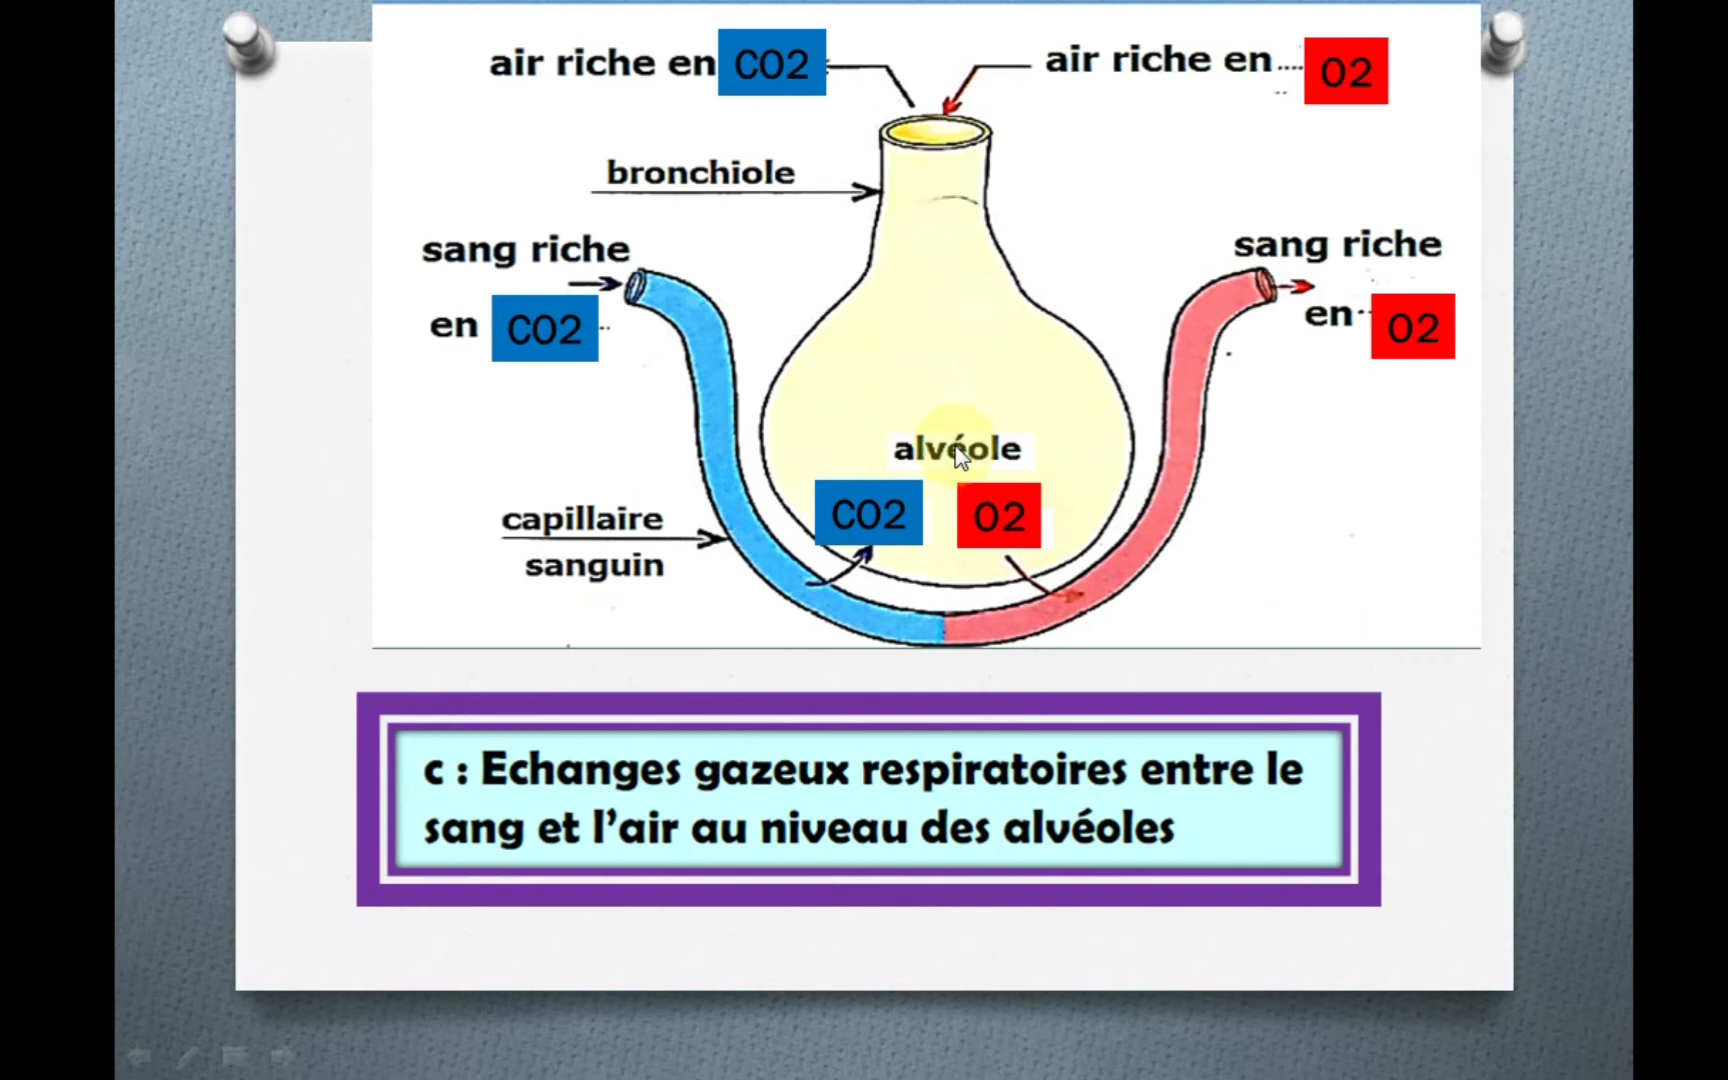 air riche en CO2
air riche en.... O2
bronchiole
sang riche
en CO2
sang riche
en O2
alvéole
CO2 O2
capillaire
sanguin
c : Echanges gazeux respiratoires entre le
sang et l'air au niveau des alvéoles